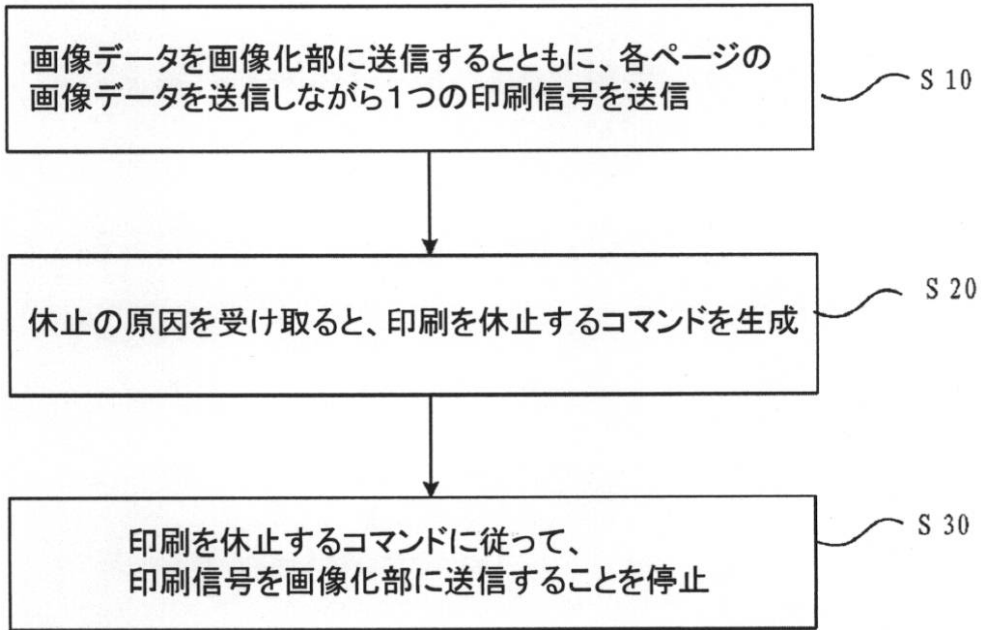 画像データを画像化部に送信するとともに、各ページの
画像データを送信しながら1つの印刷信号を送信
S 10
休止の原因を受け取ると、印刷を休止するコマンドを生成
S 20
印刷を休止するコマンドに従って、
印刷信号を画像化部に送信することを停止
S 30